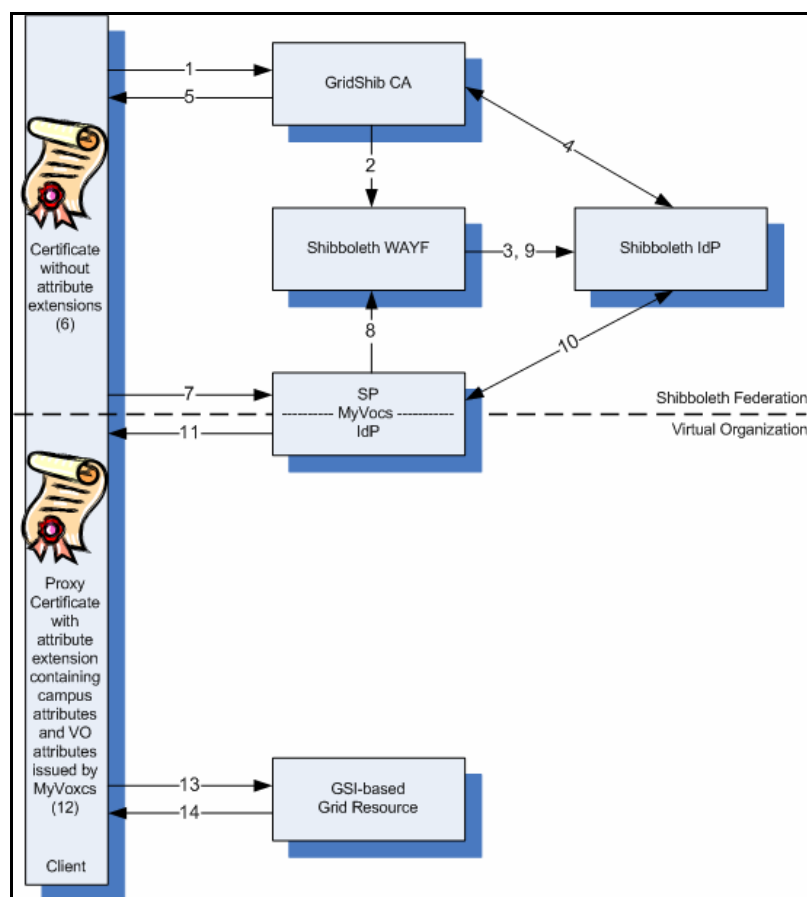 1
GridShib CA
5
2
4
Certificate
without
attribute
extensions
(6)
Shibboleth WAYF
3, 9
Shibboleth IdP
8
10
7
SP
MyVocs
IdP
Shibboleth Federation
Virtual Organization
11
Proxy
Certificate
with
attribute
extension
containing
campus
attributes
and VO
attributes
issued by
MyVoxcs
(12)
13
GSI-based
Grid Resource
14
Client